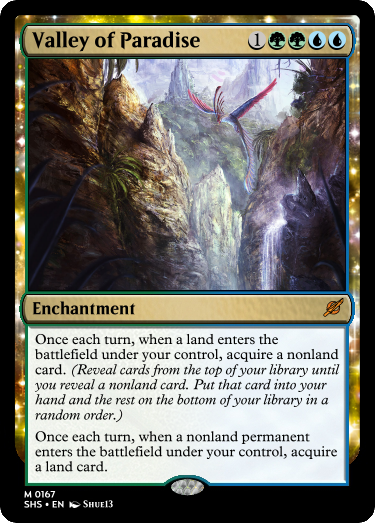 Valley of Paradise 1
Enchantment
Once each turn, when a land enters the
battlefield under your control, acquire a nonland
card. (Reveal cards from the top of your library until
you reveal a nonland card. Put that card into your
hand and the rest on the bottom of your library in a
random order.)
Once each turn, when a nonland permanent
enters the battlefield under your control, acquire
a land card.
M 0167
SHS • EN Shue13